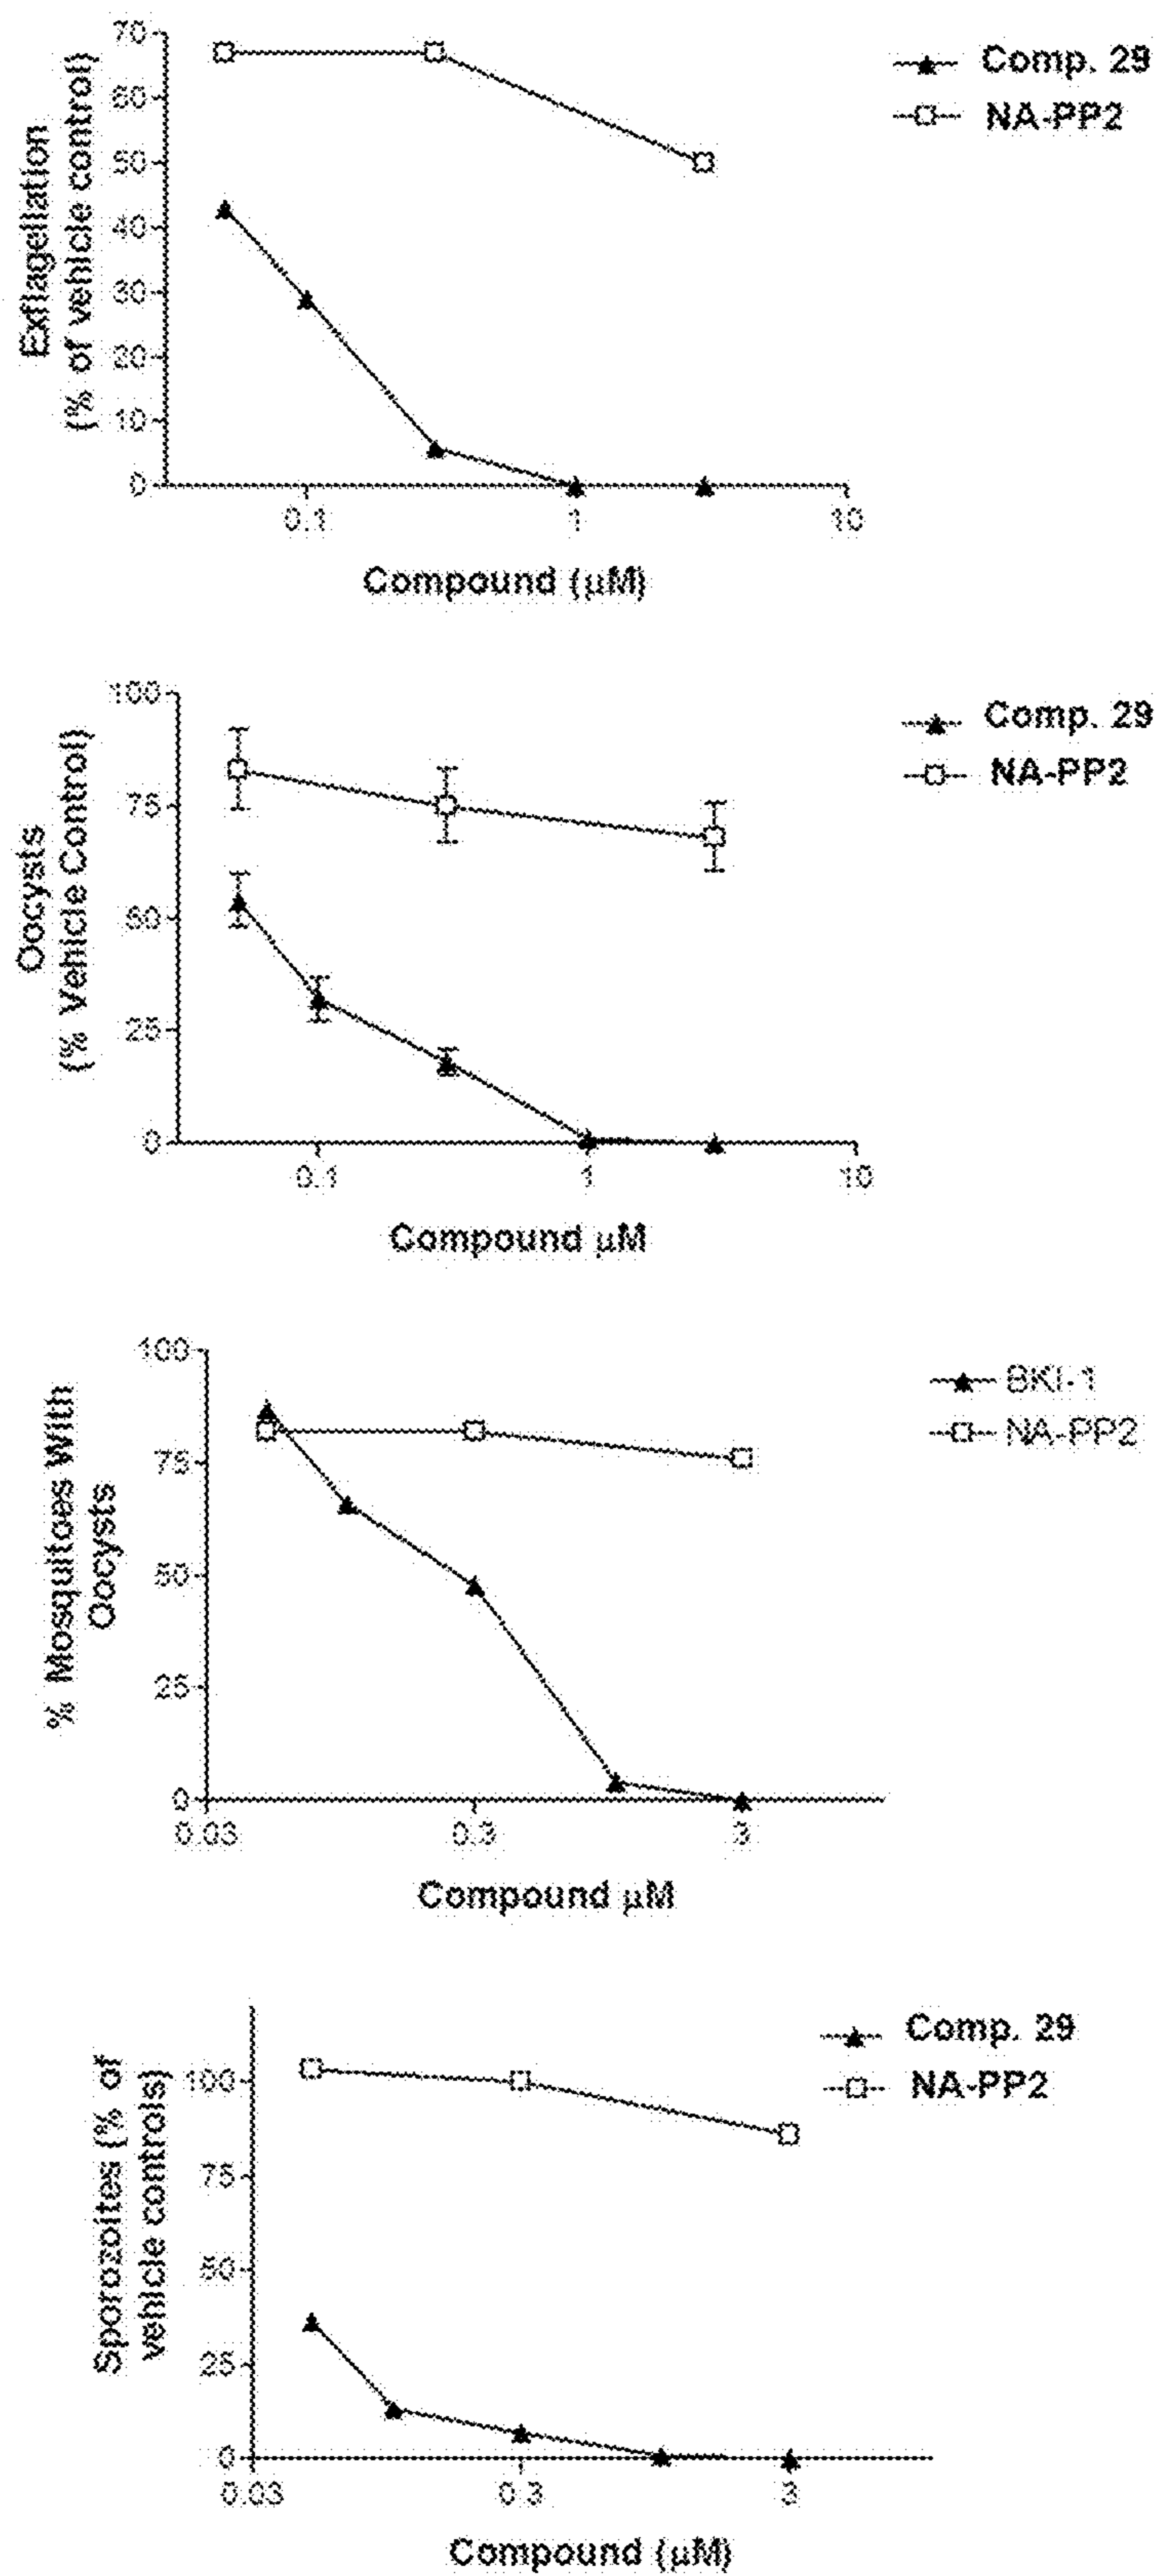 Exflagellation
(% of vehicle control)
70
60
50
40
30
20
10
0
0.1
1
10
Compound (µM)
Comp. 29
NA-PP2
Oocysts
(% Vehicle Control)
100
75
50
25
0
0.1
1
10
Compound µM
Comp. 29
NA-PP2
% Mosquitoes With
Oocysts
100
75
50
25
0
0.03
0.3
3
Compound µM
BKI-1
NA-PP2
Sporozoites (% of
vehicle controls)
100
75
50
25
0
0.03
0.3
3
Compound (µM)
Comp. 29
NA-PP2